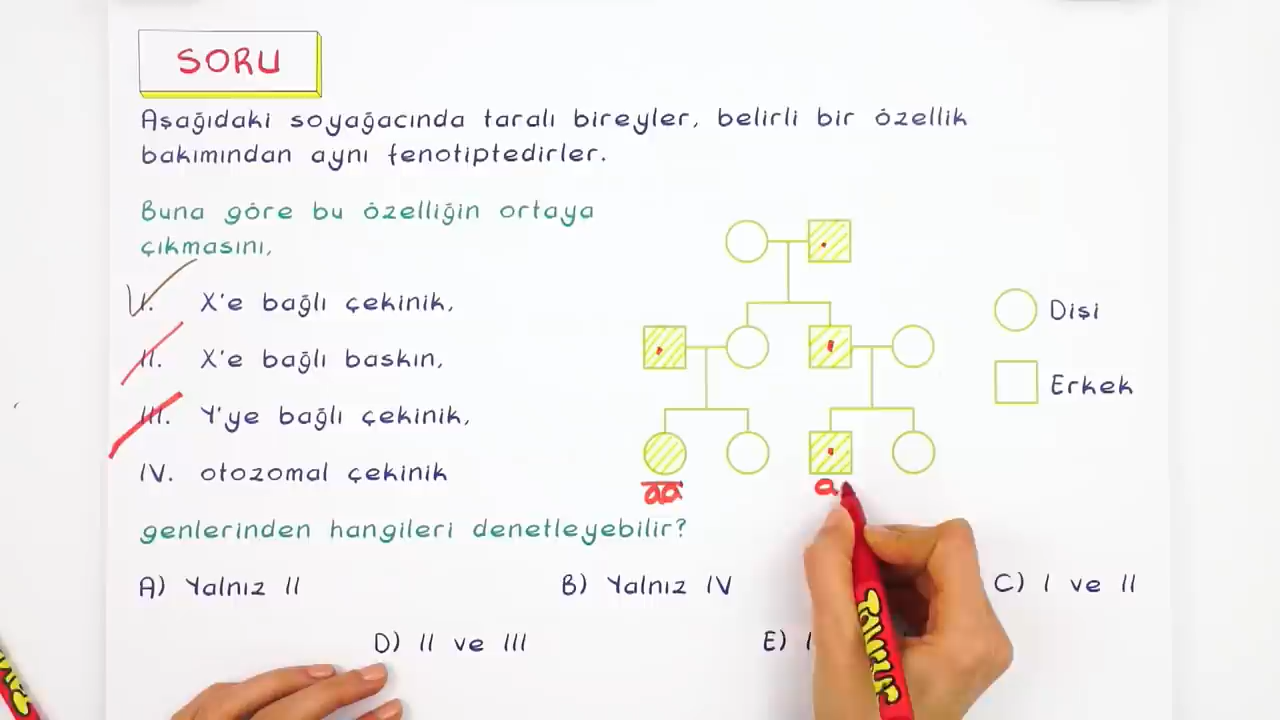 SORU
Aşağıdaki soyağacında taralı bireyler, belirli bir özellik
bakımından aynı fenotiptedirler.
Buna göre bu özelliğin ortaya
çıkmasını,
I. X'e bağlı çekinik,
II. X'e bağlı baskın,
III. Y'ye bağlı çekinik,
IV. otozomal çekinik
Dişi
Erkek
aa
a
genlerinden hangileri denetleyebilir?
A) Yalnız II
B) Yalnız IV
C) I ve II
D) II ve III
E) I